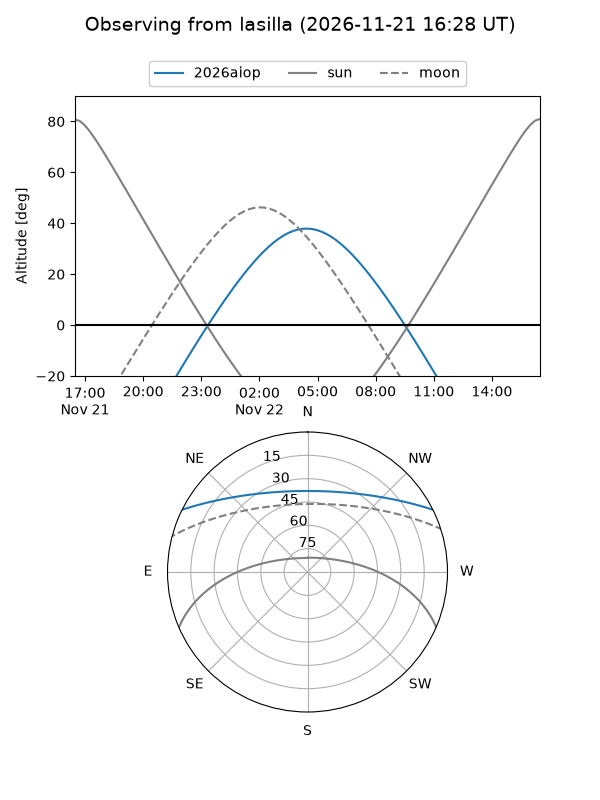 Observing from lasilla (2026-11-21 16:28 UT)
2026aiop sun moon
80
60
40
20
0
−20
Altitude [deg]
17:00 20:00 23:00 02:00 05:00 08:00 11:00 14:00
Nov 21 Nov 22
N
NE NW
15
30
45
60
75
E W
SE SW
S